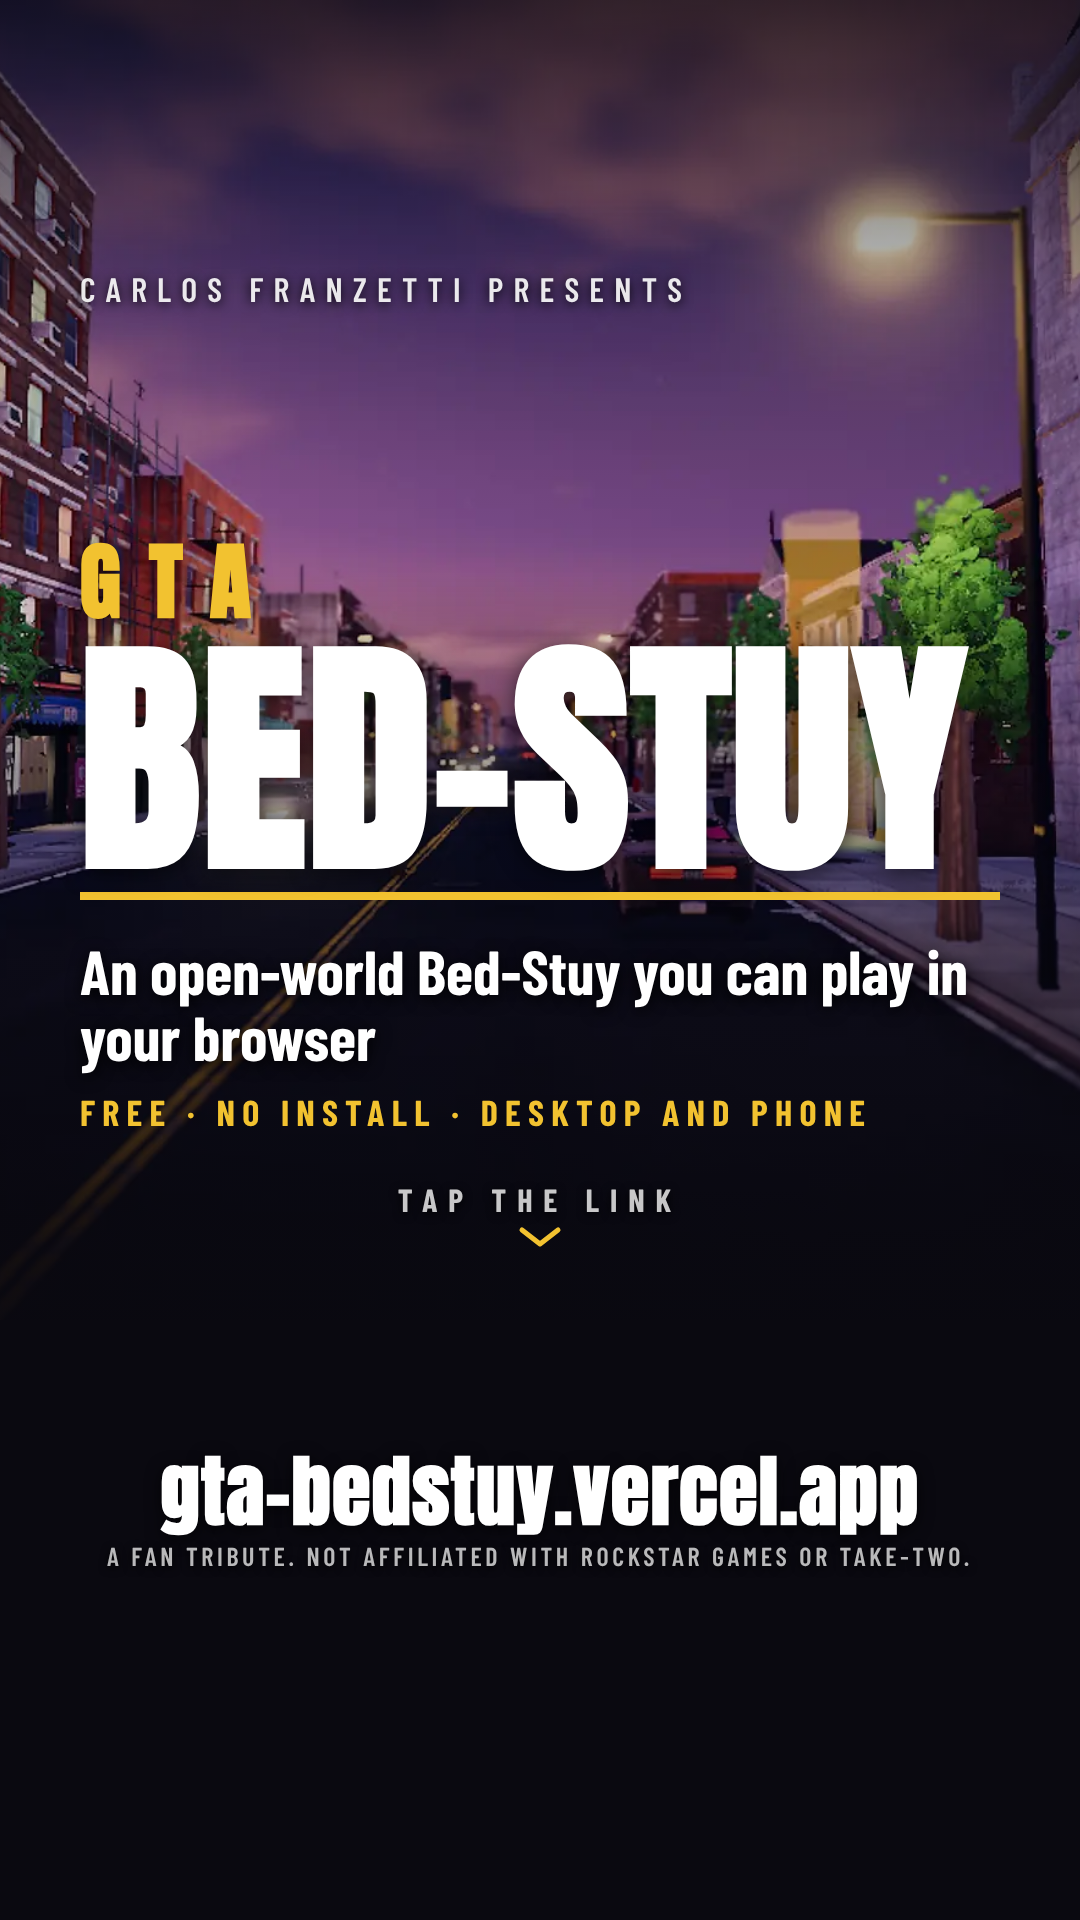 CARLOS FRANZETTI PRESENTS
GTA
BED-STUY
An open-world Bed-Stuy you can play in
your browser
FREE · NO INSTALL · DESKTOP AND PHONE
TAP THE LINK
gta-bedstuy.vercel.app
A FAN TRIBUTE. NOT AFFILIATED WITH ROCKSTAR GAMES OR TAKE-TWO.